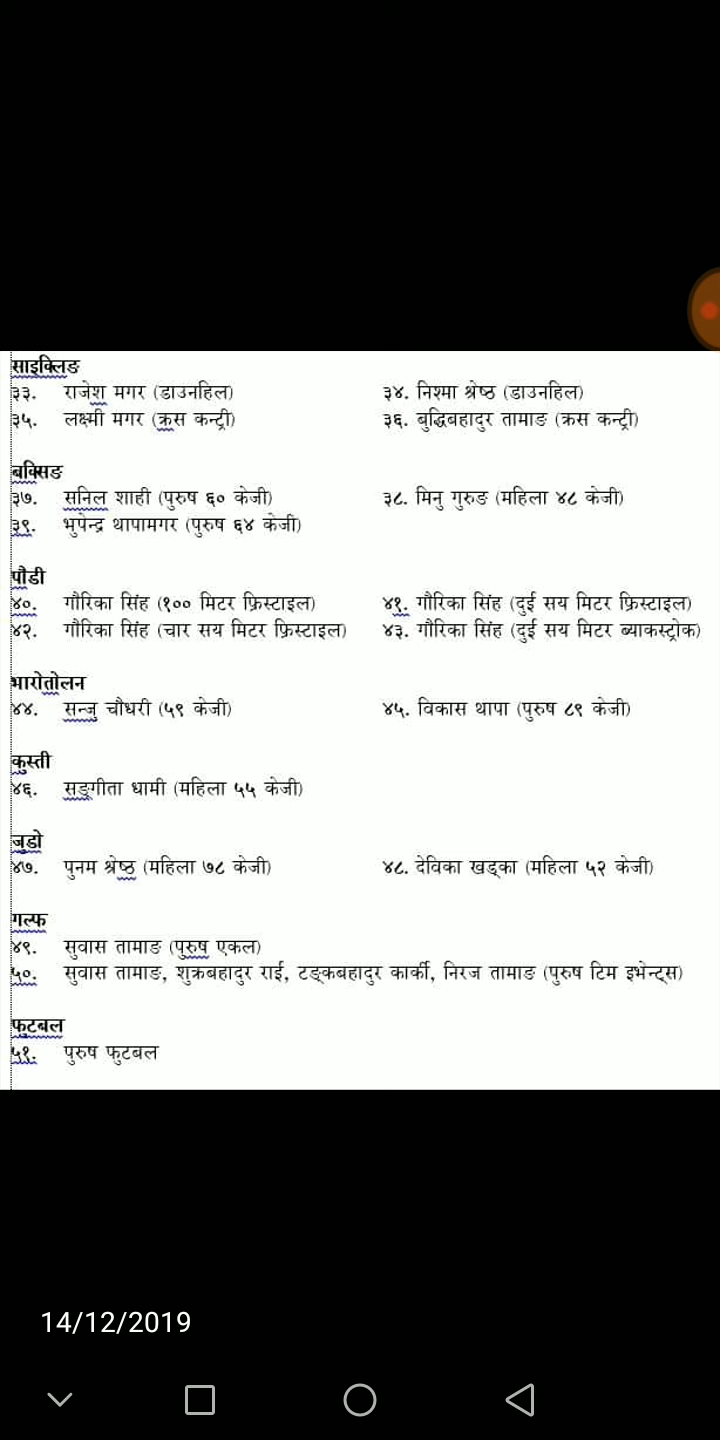 साइक्लिङ
३३. राजेश मगर (डाउनहिल) ३४. निश्मा श्रेष्ठ (डाउनहिल)
३५. लक्ष्मी मगर (क्रस कन्ट्री) ३६. बुद्धिबहादुर तामाङ (क्रस कन्ट्री)
बक्सिङ
३७. सनिल शाही (पुरुष ६० केजी) ३८. मिनु गुरुङ (महिला ४८ केजी)
३९. भुपेन्द्र थापामगर (पुरुष ६४ केजी)
पौडी
४०. गौरिका सिंह (१०० मिटर फ्रिस्टाइल) ४१. गौरिका सिंह (दुई सय मिटर फ्रिस्टाइल)
४२. गौरिका सिंह (चार सय मिटर फ्रिस्टाइल) ४३. गौरिका सिंह (दुई सय मिटर ब्याकस्ट्रोक)
भारोतोलन
४४. सन्जु चौधरी (५९ केजी) ४५. विकास थापा (पुरुष ८९ केजी)
कुस्ती
४६. सङ्गीता धामी (महिला ५५ केजी)
जुडो
४७. पुनम श्रेष्ठ (महिला ७८ केजी) ४८. देविका खड्का (महिला ५२ केजी)
गल्फ
४९. सुवास तामाङ (पुरुष एकल)
५०. सुवास तामाङ, शुक्रबहादुर राई, टङ्कबहादुर कार्की, निरज तामाङ (पुरुष टिम इभेन्ट्स)
फुटबल
५१. पुरुष फुटबल
14/12/2019